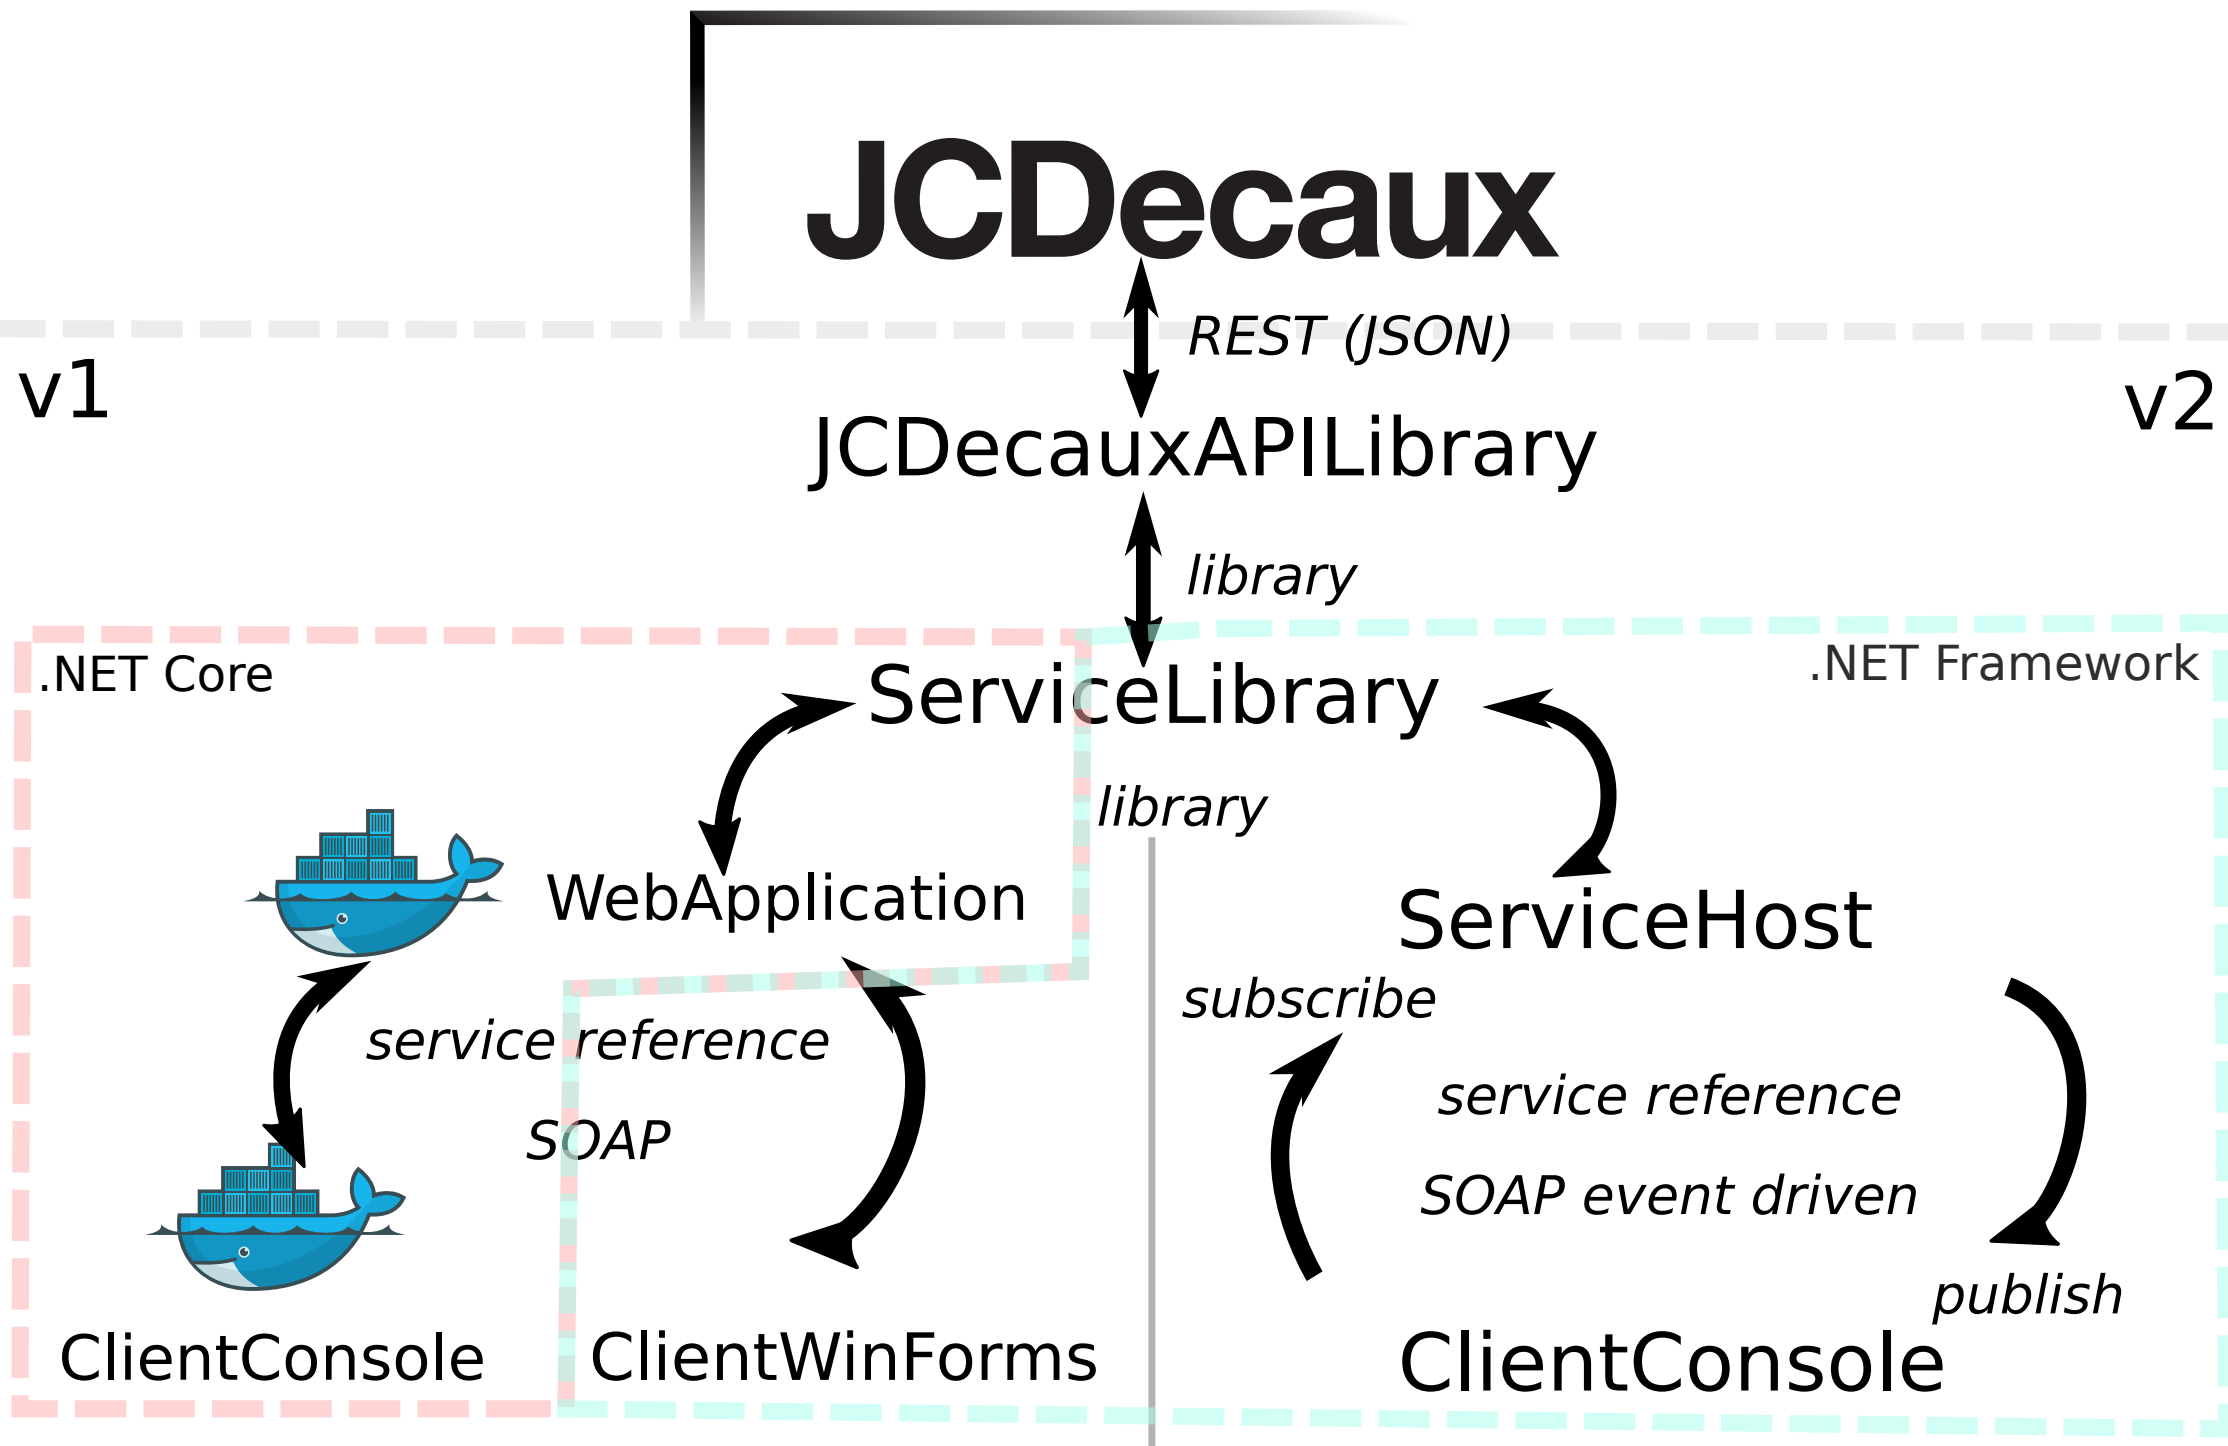 JCDecaux
REST (JSON)
v1
v2
JCDecauxAPILibrary
library
.NET Core
.NET Framework
ServiceLibrary
library
WebApplication
ServiceHost
subscribe
service reference
service reference
SOAP
SOAP event driven
publish
ClientConsole
ClientWinForms
ClientConsole